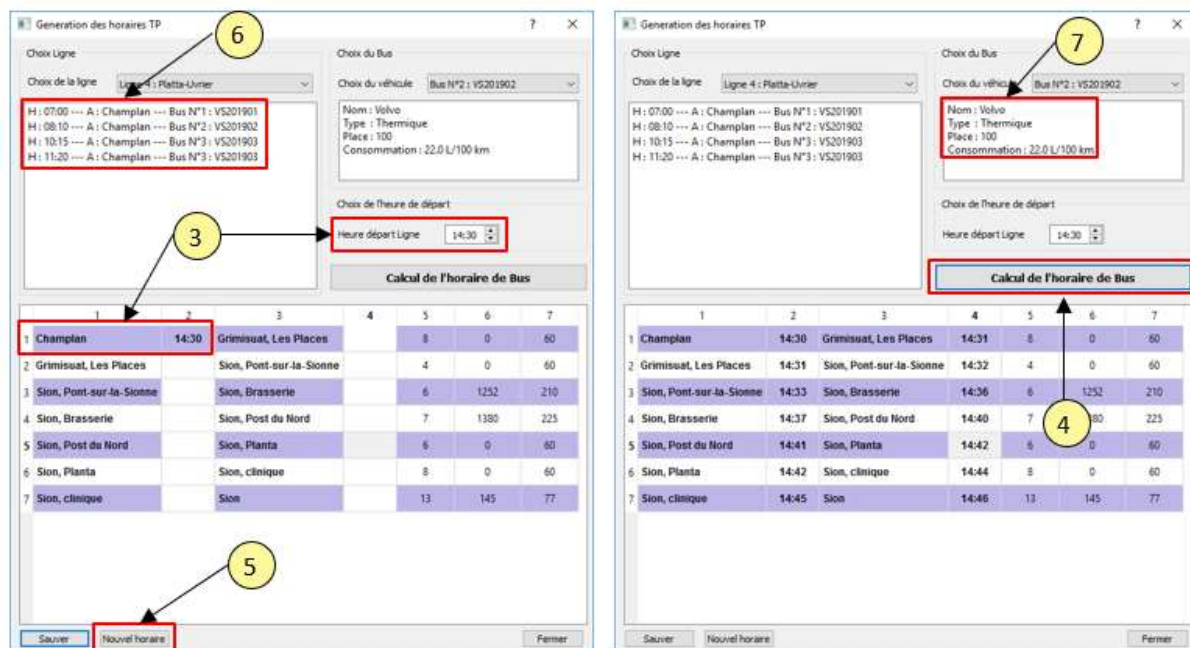 Generation des horaires TP ? ×
6
Choix Ligne
Choix de la ligne Ligne 4 : Platta-Uvrier
H : 07:00 --- A : Champlan --- Bus N°1 : VS201901
H : 08:10 --- A : Champlan --- Bus N°2 : VS201902
H : 10:15 --- A : Champlan --- Bus N°3 : VS201903
H : 11:20 --- A : Champlan --- Bus N°3 : VS201903
Choix du Bus
Choix du véhicule Bus N°2 : VS201902
Nom : Volvo
Type : Thermique
Place : 100
Consommation : 22.0 L/100 km
Choix de l'heure de départ
3
Heure départ Ligne 14:30
Calcul de l'horaire de Bus
1 2 3 4 5 6 7
1 Champlan 14:30 Grimisuat, Les Places 8 0 60
2 Grimisuat, Les Places Sion, Pont-sur-la-Sionne 4 0 60
3 Sion, Pont-sur-la-Sionne Sion, Brasserie 6 1252 210
4 Sion, Brasserie Sion, Post du Nord 7 1380 225
5 Sion, Post du Nord Sion, Planta 6 0 60
6 Sion, Planta Sion, clinique 8 0 60
7 Sion, clinique Sion 13 145 77
5
Sauver Nouvel horaire Fermer
Generation des horaires TP ? ×
7
Choix Ligne
Choix de la ligne Ligne 4 : Platta-Uvrier
H : 07:00 --- A : Champlan --- Bus N°1 : VS201901
H : 08:10 --- A : Champlan --- Bus N°2 : VS201902
H : 10:15 --- A : Champlan --- Bus N°3 : VS201903
H : 11:20 --- A : Champlan --- Bus N°3 : VS201903
Choix du Bus
Choix du véhicule Bus N°2 : VS201902
Nom : Volvo
Type : Thermique
Place : 100
Consommation : 22.0 L/100 km
Choix de l'heure de départ
Heure départ Ligne 14:30
Calcul de l'horaire de Bus
1 2 3 4 5 6 7
1 Champlan 14:30 Grimisuat, Les Places 14:31 8 0 60
2 Grimisuat, Les Places 14:31 Sion, Pont-sur-la-Sionne 14:32 4 0 60
3 Sion, Pont-sur-la-Sionne 14:33 Sion, Brasserie 14:36 6 1252 210
4 Sion, Brasserie 14:37 Sion, Post du Nord 14:40 7 80 225
4
5 Sion, Post du Nord 14:41 Sion, Planta 14:42 6 0 60
6 Sion, Planta 14:42 Sion, clinique 14:44 8 0 60
7 Sion, clinique 14:45 Sion 14:46 13 145 77
Sauver Nouvel horaire Fermer